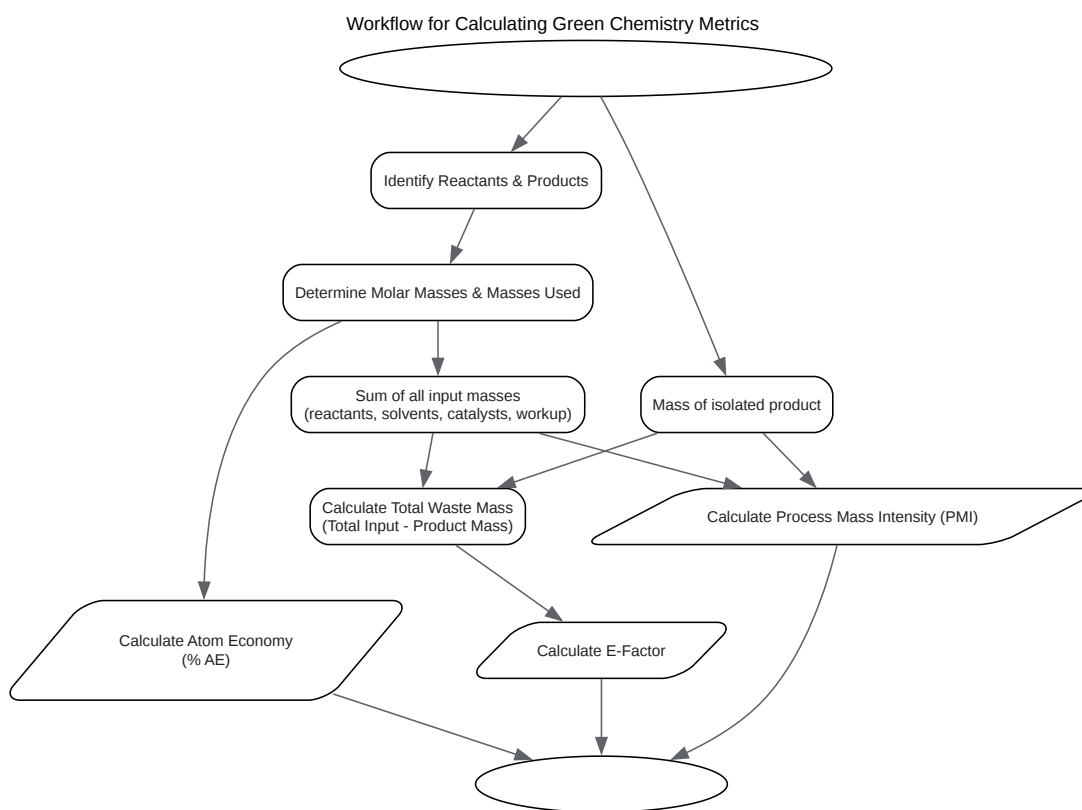 Workflow for Calculating Green Chemistry Metrics
Identify Reactants & Products
Determine Molar Masses & Masses Used
Sum of all input masses
(reactants, solvents, catalysts, workup)
Mass of isolated product
Calculate Total Waste Mass
(Total Input - Product Mass)
Calculate Process Mass Intensity (PMI)
Calculate Atom Economy
(% AE)
Calculate E-Factor